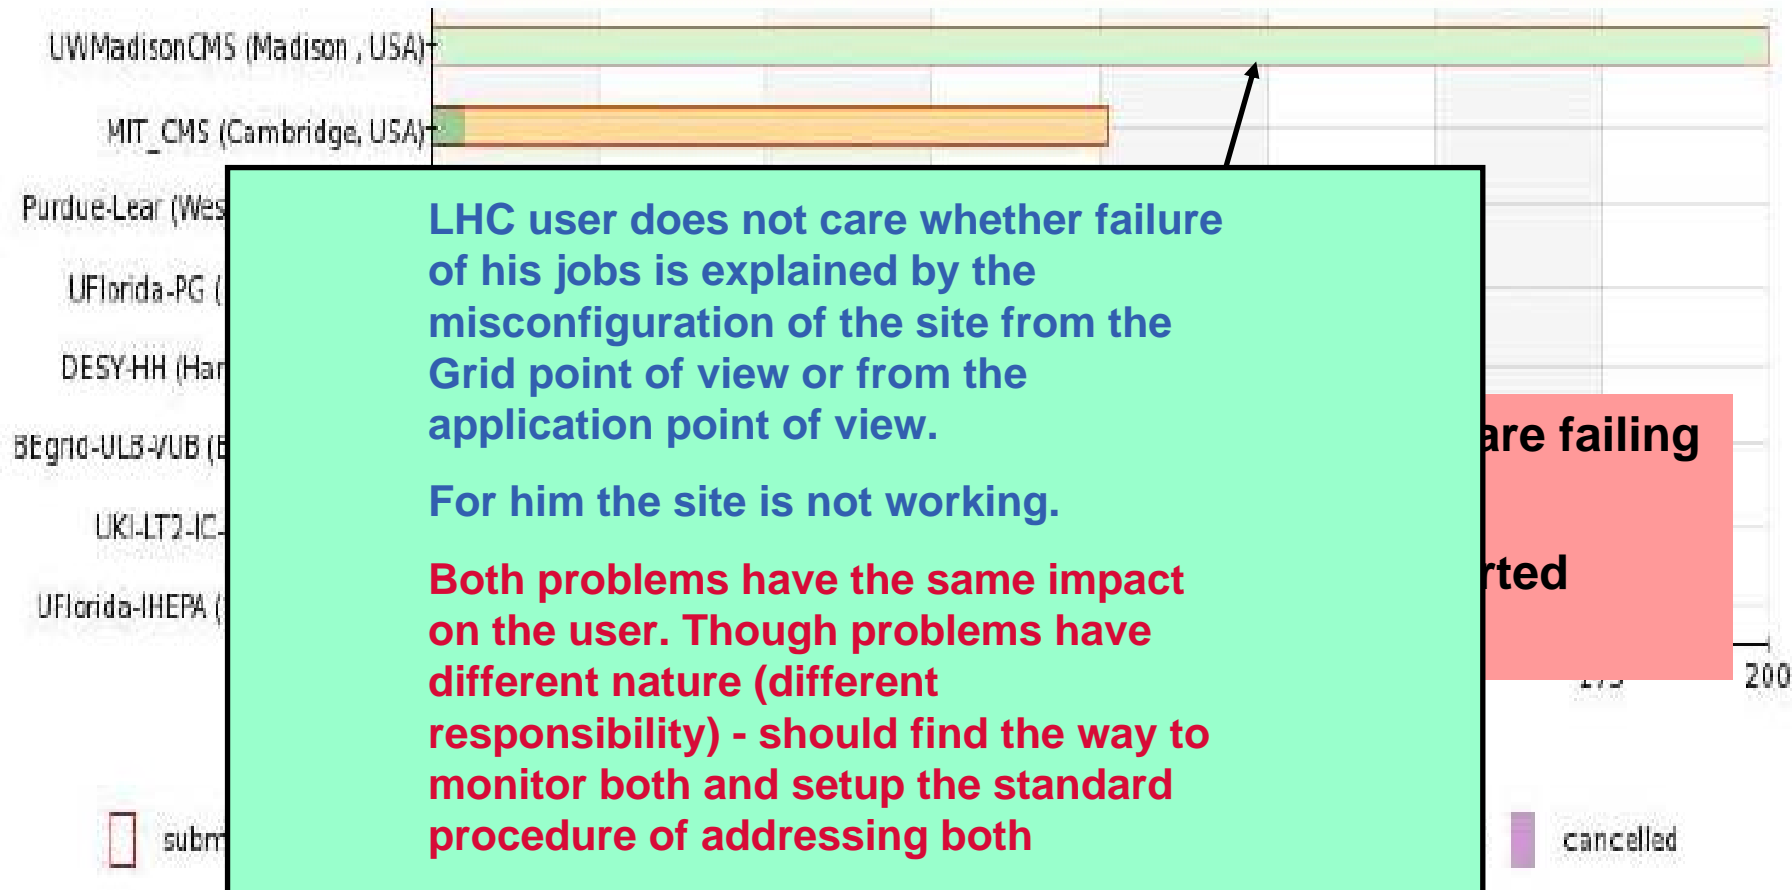 UWMadisonCMS (Madison , USA)
MIT_CMS (Cambridge, USA)
Purdue-Lear (Wes
UFlorida-PG (
DESY-HH (Har
BEgrid-ULB-VUB (
UKI-LT2-IC-
UFlorida-IHEPA (
LHC user does not care whether failure
of his jobs is explained by the
misconfiguration of the site from the
Grid point of view or from the
application point of view.
For him the site is not working.
Both problems have the same impact
on the user. Though problems have
different nature (different
responsibility) - should find the way to
monitor both and setup the standard
procedure of addressing both
are failing
rted
200
subm
cancelled